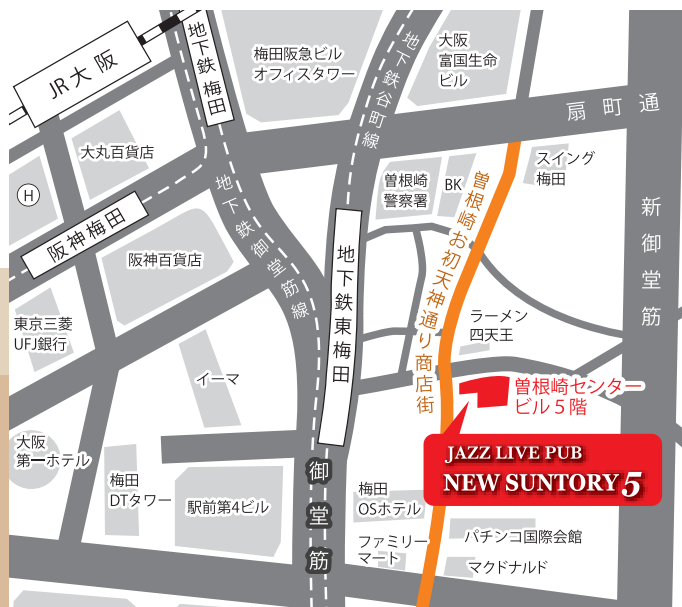 JR大阪
地下鉄梅田
梅田阪急ビル
オフィスタワー
地下鉄谷町線
大阪
富国生命
ビル
扇町通
大丸百貨店
H
阪神梅田
阪神百貨店
地下鉄御堂筋線
曽根崎
警察署
BK
曽根崎お初天神通り商店街
スイング
梅田
新御堂筋
地下鉄東梅田
東京三菱
UFJ銀行
イーマ
ラーメン
四天王
曽根崎センター
ビル5階
JAZZ LIVE PUB
NEW SUNTORY 5
大阪
第一ホテル
梅田
DTタワー
駅前第4ビル
御堂筋
梅田
OSホテル
ファミリー
マート
パチンコ国際会館
マクドナルド